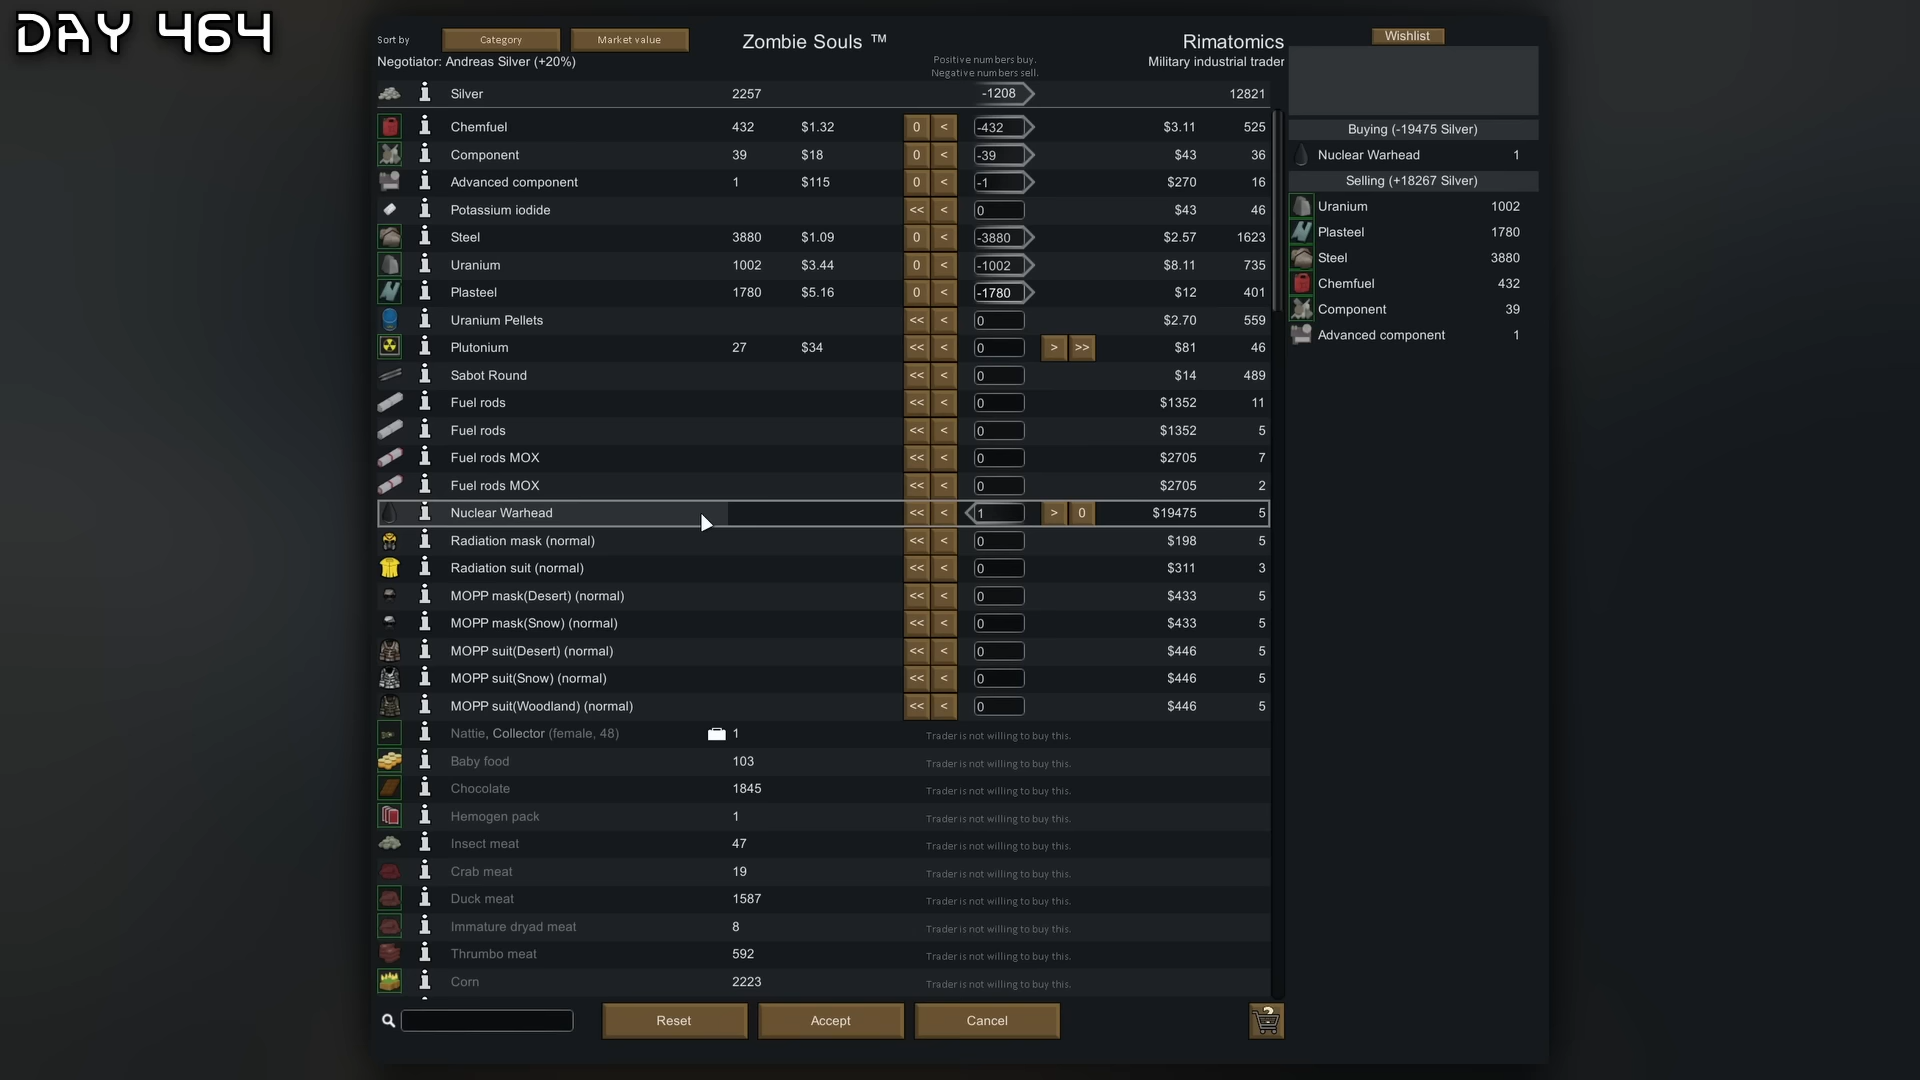 DAY 464
Sort by Category Market value Zombie Souls ™ Rimatomics Wishlist
Negotiator: Andreas Silver (+20%) Positive numbers buy. Military industrial trader
Negative numbers sell.
Silver 2257 -1208 12821
Chemfuel 432 $1.32 0 < -432 $3.11 525
Component 39 $18 0 < -39 $43 36
Advanced component 1 $115 0 < -1 $270 16
Potassium iodide << < 0 $43 46
Steel 3880 $1.09 0 < -3880 $2.57 1623
Uranium 1002 $3.44 0 < -1002 $8.11 735
Plasteel 1780 $5.16 0 < -1780 $12 401
Uranium Pellets << < 0 $2.70 559
Plutonium 27 $34 << < 0 > >> $81 46
Sabot Round << < 0 $14 489
Fuel rods << < 0 $1352 11
Fuel rods << < 0 $1352 5
Fuel rods MOX << < 0 $2705 7
Fuel rods MOX << < 0 $2705 2
Nuclear Warhead << < 1 > 0 $19475 5
Radiation mask (normal) << < 0 $198 5
Radiation suit (normal) << < 0 $311 3
MOPP mask(Desert) (normal) << < 0 $433 5
MOPP mask(Snow) (normal) << < 0 $433 5
MOPP suit(Desert) (normal) << < 0 $446 5
MOPP suit(Snow) (normal) << < 0 $446 5
MOPP suit(Woodland) (normal) << < 0 $446 5
Nattie, Collector (female, 48) 1 Trader is not willing to buy this.
Baby food 103 Trader is not willing to buy this.
Chocolate 1845 Trader is not willing to buy this.
Hemogen pack 1 Trader is not willing to buy this.
Insect meat 47 Trader is not willing to buy this.
Crab meat 19 Trader is not willing to buy this.
Duck meat 1587 Trader is not willing to buy this.
Immature dryad meat 8 Trader is not willing to buy this.
Thrumbo meat 592 Trader is not willing to buy this.
Corn 2223 Trader is not willing to buy this.
Reset Accept Cancel
Buying (-19475 Silver)
Nuclear Warhead 1
Selling (+18267 Silver)
Uranium 1002
Plasteel 1780
Steel 3880
Chemfuel 432
Component 39
Advanced component 1